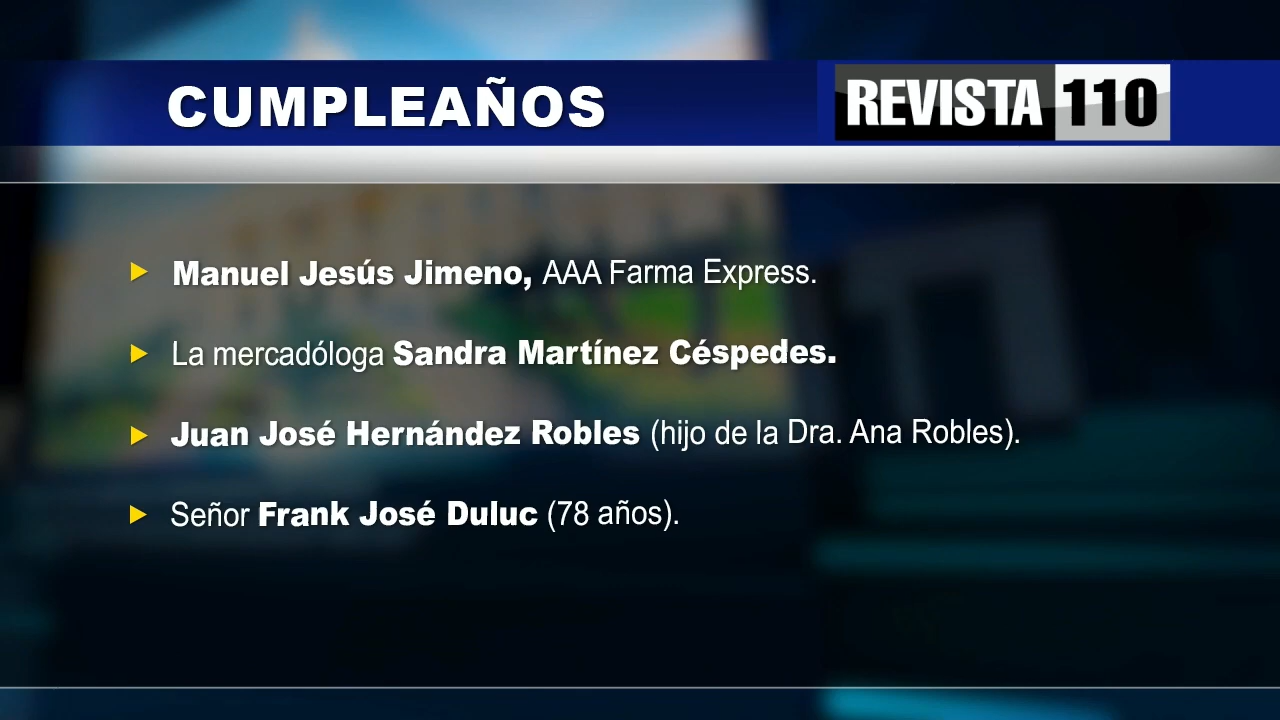 CUMPLEAÑOS
REVISTA 110
Manuel Jesús Jimeno, AAA Farma Express.
La mercadóloga Sandra Martínez Céspedes.
Juan José Hernández Robles (hijo de la Dra. Ana Robles).
Señor Frank José Duluc (78 años).